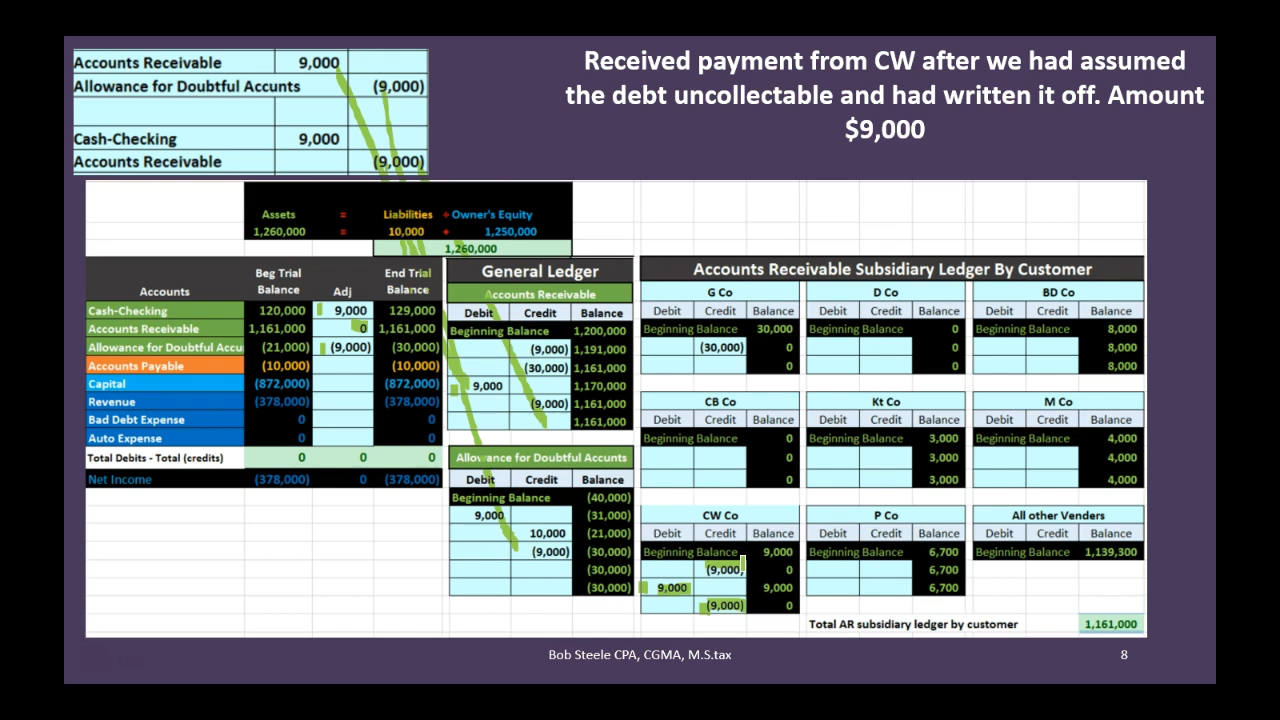 Accounts Receivable 9,000
Allowance for Doubtful Accunts (9,000)
Cash-Checking 9,000
Accounts Receivable (9,000)
Received payment from CW after we had assumed
the debt uncollectable and had written it off. Amount
$9,000
Assets = Liabilities + Owner's Equity
1,260,000 = 10,000 + 1,250,000
1,260,000
Accounts Beg Trial Balance Adj End Trial Balance
Cash-Checking 120,000 9,000 129,000
Accounts Receivable 1,161,000 0 1,161,000
Allowance for Doubtful Accu (21,000) (9,000) (30,000)
Accounts Payable (10,000) (10,000)
Capital (872,000) (872,000)
Revenue (378,000) (378,000)
Bad Debt Expense 0 0
Auto Expense 0 0
Total Debits - Total (credits) 0 0 0
Net Income (378,000) 0 (378,000)
General Ledger
Accounts Receivable
Debit Credit Balance
Beginning Balance 1,200,000
(9,000) 1,191,000
(30,000) 1,161,000
9,000 1,170,000
(9,000) 1,161,000
1,161,000
Allowance for Doubtful Accunts
Debit Credit Balance
Beginning Balance (40,000)
9,000 (31,000)
10,000 (21,000)
(9,000) (30,000)
(30,000)
(30,000)
Accounts Receivable Subsidiary Ledger By Customer
G Co
Debit Credit Balance
Beginning Balance 30,000
(30,000) 0
0
D Co
Debit Credit Balance
Beginning Balance 0
0
0
BD Co
Debit Credit Balance
Beginning Balance 8,000
8,000
8,000
CB Co
Debit Credit Balance
Beginning Balance 0
0
0
Kt Co
Debit Credit Balance
Beginning Balance 3,000
3,000
3,000
M Co
Debit Credit Balance
Beginning Balance 4,000
4,000
4,000
CW Co
Debit Credit Balance
Beginning Balance 9,000
(9,000) 0
9,000 9,000
(9,000) 0
P Co
Debit Credit Balance
Beginning Balance 6,700
6,700
6,700
All other Venders
Debit Credit Balance
Beginning Balance 1,139,300
Total AR subsidiary ledger by customer 1,161,000
Bob Steele CPA, CGMA, M.S.tax
8